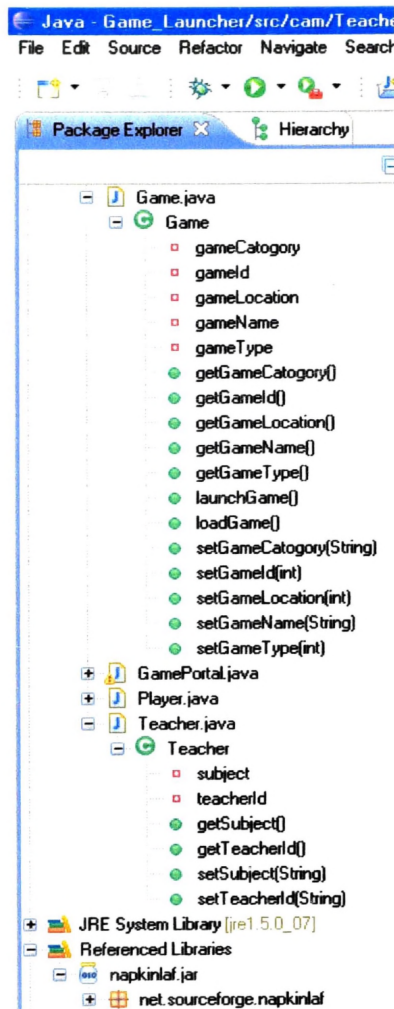 Java - Game_Launcher/src/cam/Teache
File Edit Source Refactor Navigate Search
Package Explorer Hierarchy
Game.java
Game
gameCatogory
gameId
gameLocation
gameName
gameType
getGameCatogory()
getGameId()
getGameLocation()
getGameName()
getGameType()
launchGame()
loadGame()
setGameCatogory(String)
setGameId(int)
setGameLocation(int)
setGameName(String)
setGameType(int)
GamePortal.java
Player.java
Teacher.java
Teacher
subject
teacherId
getSubject()
getTeacherId()
setSubject(String)
setTeacherId(String)
JRE System Library [jre1.5.0_07]
Referenced Libraries
napkinlaf.jar
net.sourceforge.napkinlaf